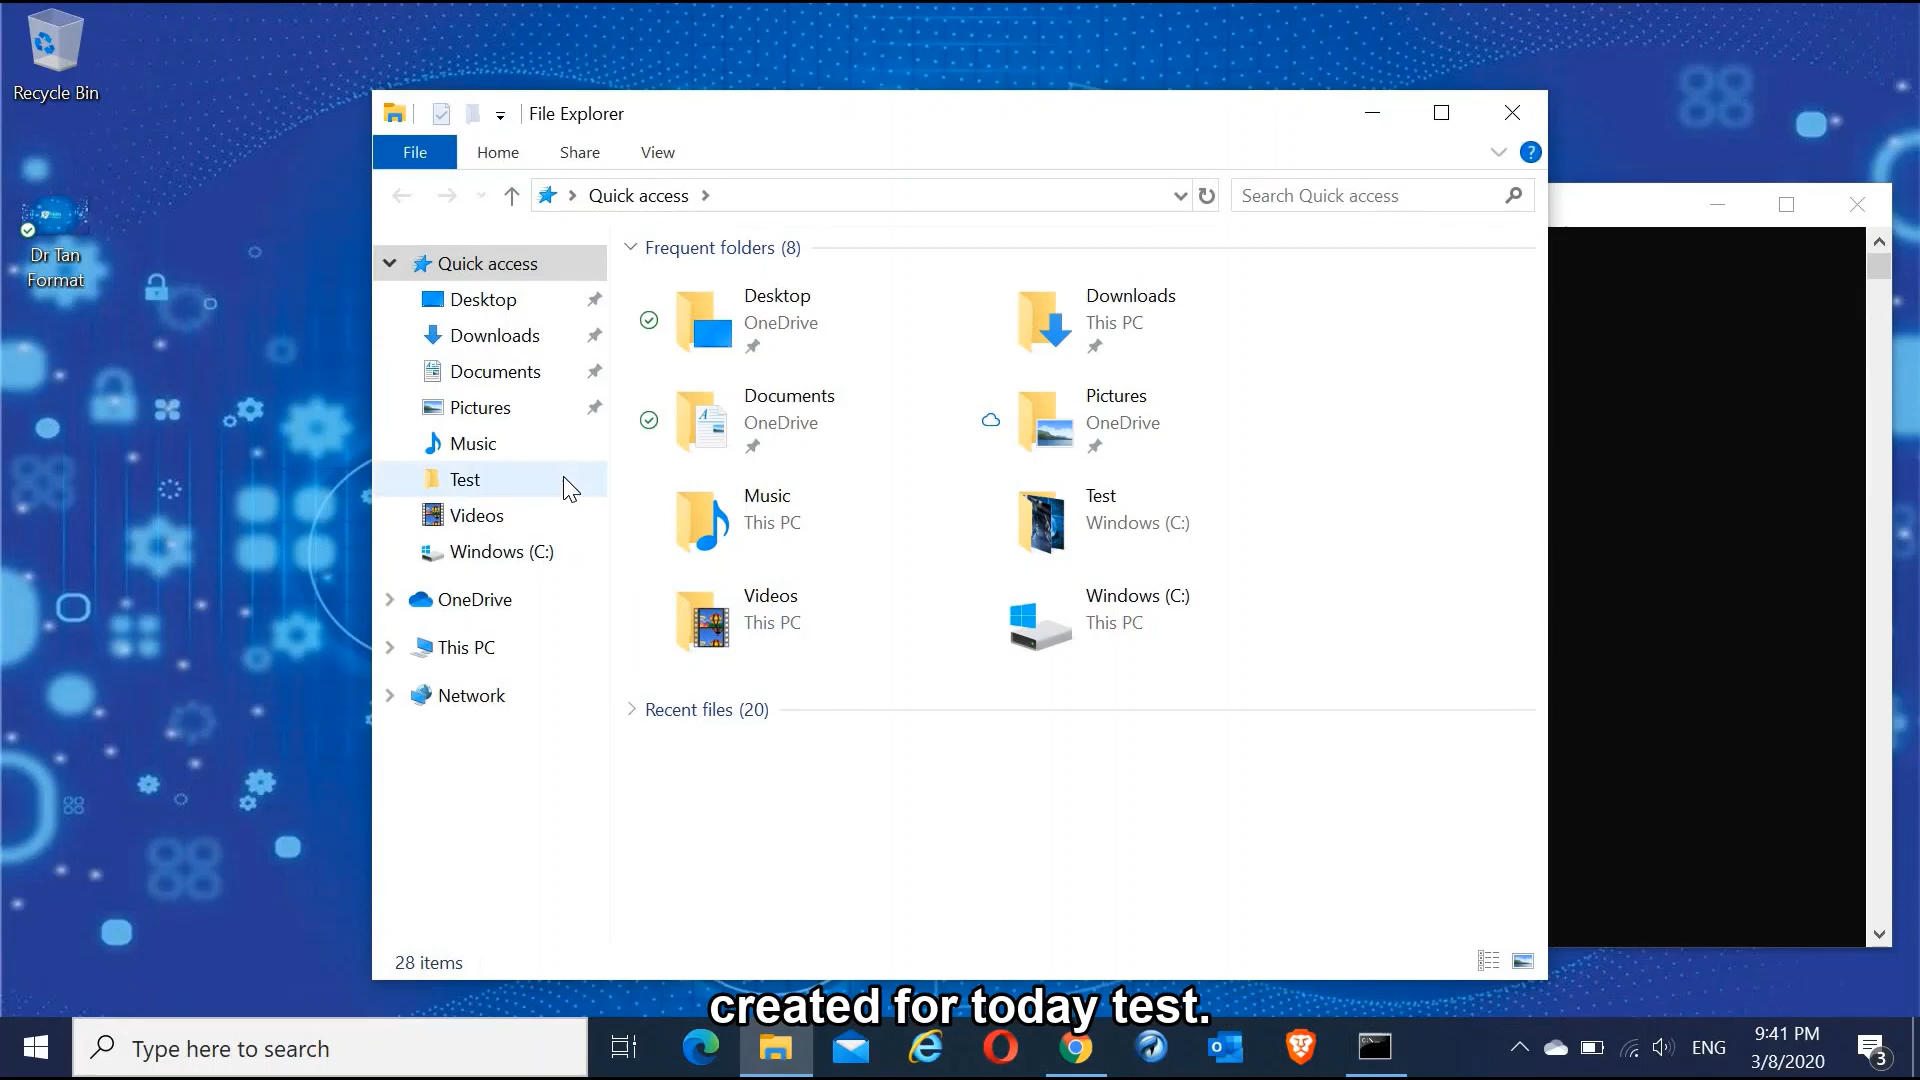 Recycle Bin
Dr Tan
Format
File Explorer
File
Home
Share
View
?
Quick access
Search Quick access
Quick access
Desktop
Downloads
Documents
Pictures
Music
Test
Videos
Windows (C:)
OneDrive
This PC
Network
Frequent folders (8)
Desktop
OneDrive
Downloads
This PC
Documents
OneDrive
Pictures
OneDrive
Music
This PC
Test
Windows (C:)
Videos
This PC
Windows (C:)
This PC
Recent files (20)
28 items
created for today test.
Type here to search
ENG
9:41 PM
3/8/2020
3